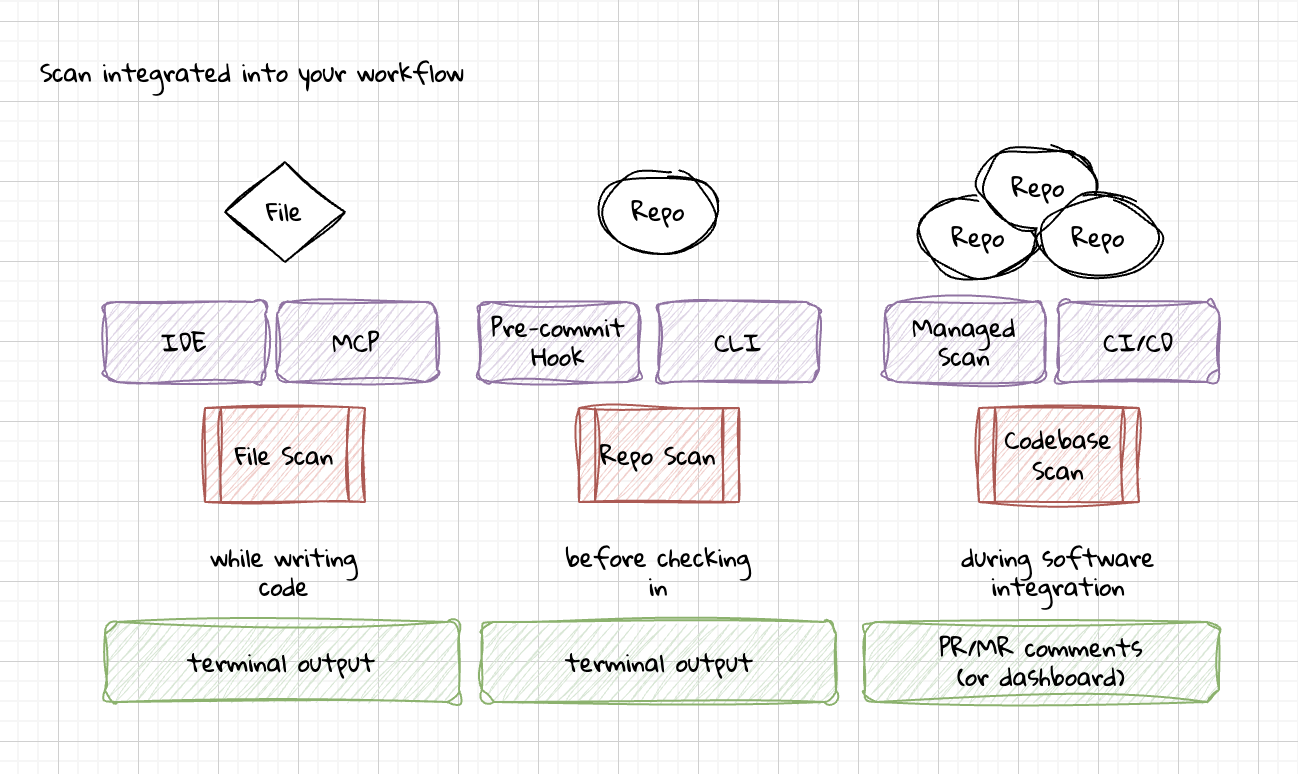 Scan integrated into your workflow
File
Repo
Repo
Repo
Repo
IDE
MCP
Pre-commit
Hook
CLI
Managed
Scan
CI/CD
File Scan
Repo Scan
Codebase
Scan
while writing
code
before checking
in
during software
integration
terminal output
terminal output
PR/MR comments
(or dashboard)